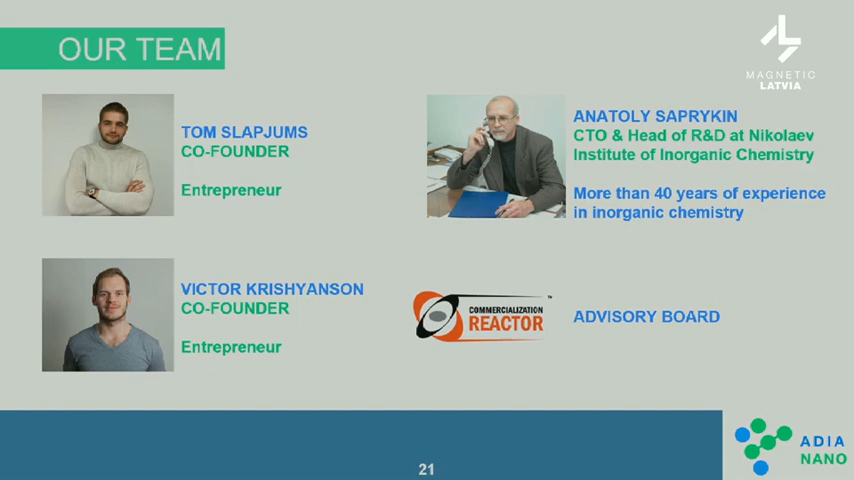 OUR TEAM
MAGNETIC
LATVIA
TOM SLAPJUMS
CO-FOUNDER
Entrepreneur
ANATOLY SAPRYKIN
CTO & Head of R&D at Nikolaev
Institute of Inorganic Chemistry
More than 40 years of experience
in inorganic chemistry
VICTOR KRISHYANSON
CO-FOUNDER
Entrepreneur
COMMERCIALIZATION
REACTOR
ADVISORY BOARD
ADIA
NANO
21